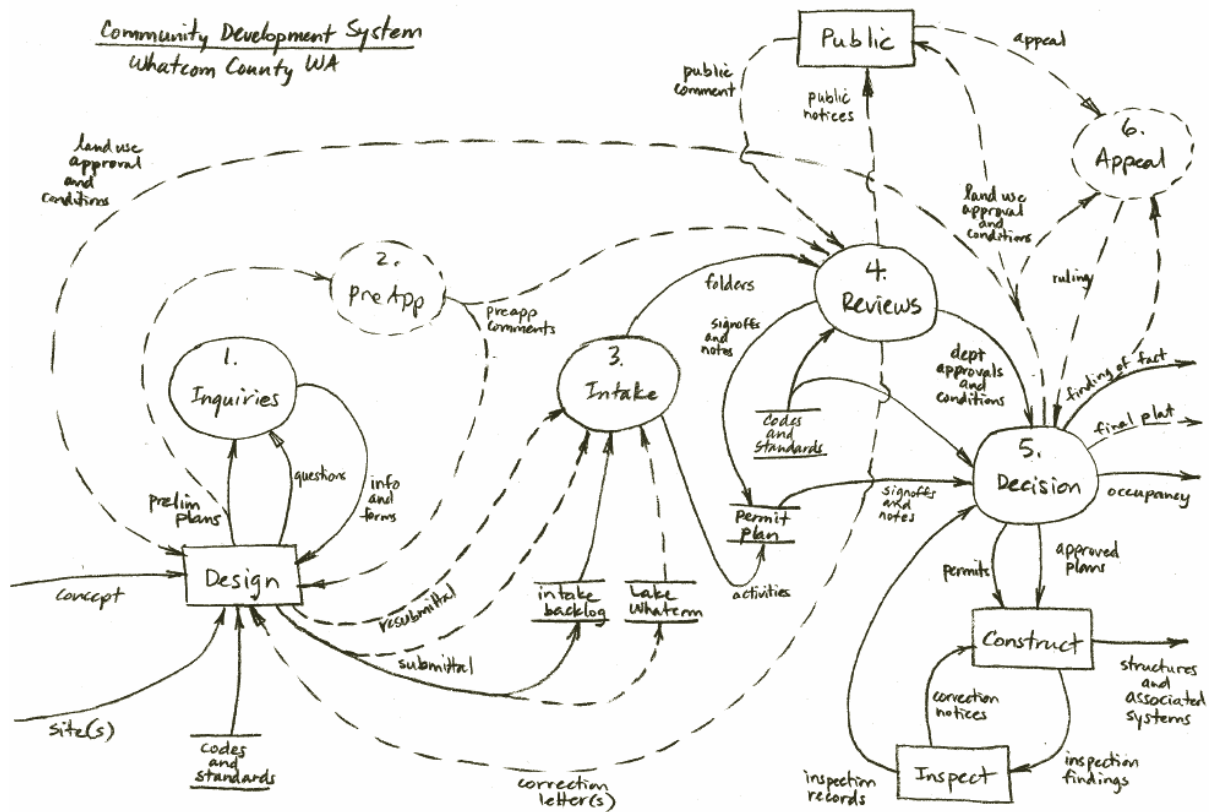 Community Development System
Whatcom County WA
Public
appeal
public
comment
public
notices
6.
Appeal
land use
approval
and
conditions
land use
approval
and
conditions
ruling
2.
PreApp
preapp
comments
folders
4.
Reviews
signoffs
and
notes
dept
approvals
and
conditions
finding of fact
final plat
occupancy
1.
Inquiries
3.
Intake
codes
and
standards
5.
Decision
prelim
plans
questions
info
and
forms
permit
plan
signoffs
and
notes
Design
concept
resubmittal
submittal
intake
backlog
Lake
Whatcom
activities
permits
approved
plans
Construct
structures
and
associated
systems
site(s)
codes
and
standards
correction
letter(s)
correction
notices
Inspect
inspection
records
inspection
findings